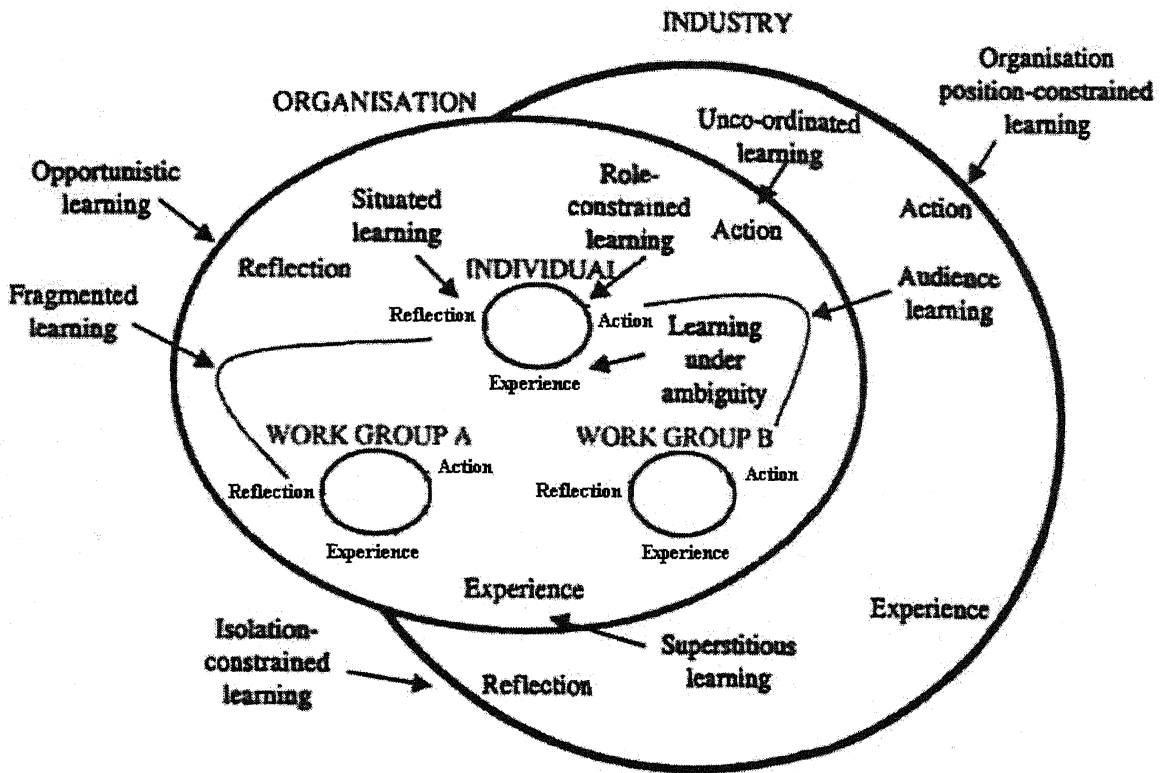 INDUSTRY
Organisation
position-constrained
learning
ORGANISATION
Unco-ordinated
learning
Opportunistic
learning
Situated
learning
Role-
constrained
learning
Action
Action
Reflection
INDIVIDUAL
Fragmented
learning
Audience
learning
Reflection
Action
Learning
under
ambiguity
Experience
WORK GROUP A
WORK GROUP B
Action
Action
Reflection
Reflection
Experience
Experience
Experience
Experience
Isolation-
constrained
learning
Superstitious
learning
Reflection